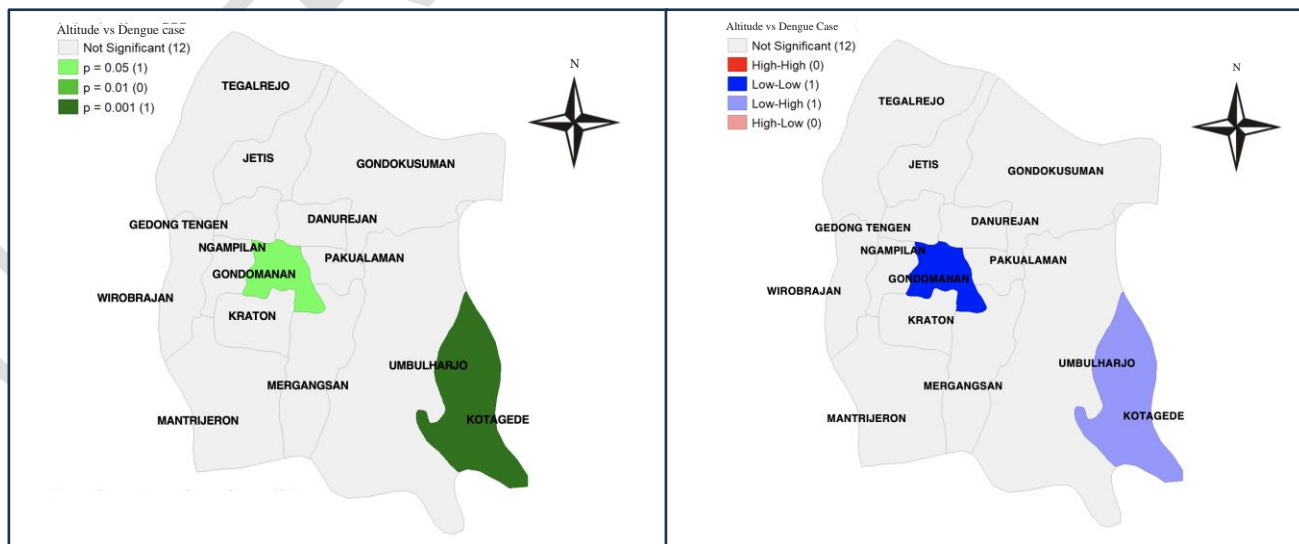 Altitude vs Dengue case
Not Significant (12)
p = 0.05 (1)
p = 0.01 (0)
p = 0.001 (1)
N
TEGALREJO
JETIS
GONDOKUSUMAN
GEDONG TENGEN
DANUREJAN
NGAMPILAN
PAKUALAMAN
GONDOMANAN
WIROBRAJAN
KRATON
UMBULHARJO
MERGANGSAN
MANTRIJERON
KOTAGEDE
Altitude vs Dengue Case
Not Significant (12)
High-High (0)
Low-Low (1)
Low-High (1)
High-Low (0)
N
TEGALREJO
JETIS
GONDOKUSUMAN
GEDONG TENGEN
DANUREJAN
NGAMPILAN
PAKUALAMAN
GONDOMANAN
WIROBRAJAN
KRATON
UMBULHARJO
MERGANGSAN
MANTRIJERON
KOTAGEDE